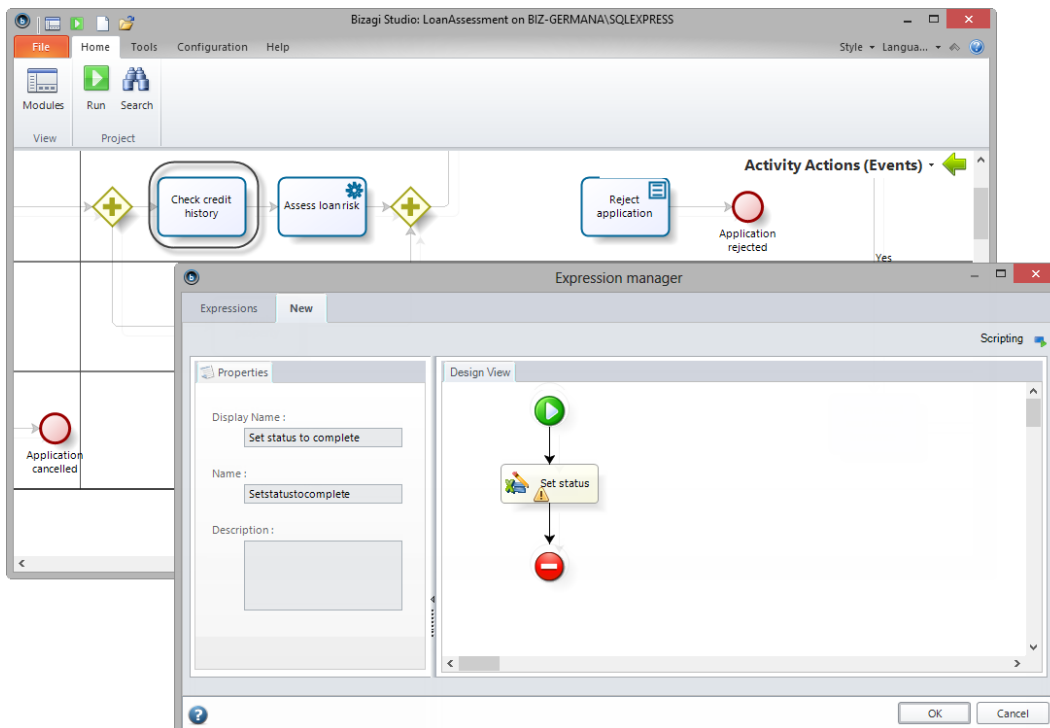 Bizagi Studio: LoanAssessment on BIZ-GERMANA\SQLEXPRESS
File Home Tools Configuration Help Style Langua...
Modules Run Search
View Project
Activity Actions (Events)
Check credit
history
Assess loan risk
Reject
application
Application
rejected
Yes
Application
cancelled
Expression manager
Expressions New
Scripting
Properties
Display Name :
Set status to complete
Name :
Setstatustocomplete
Description :
Design View
Set status
OK Cancel